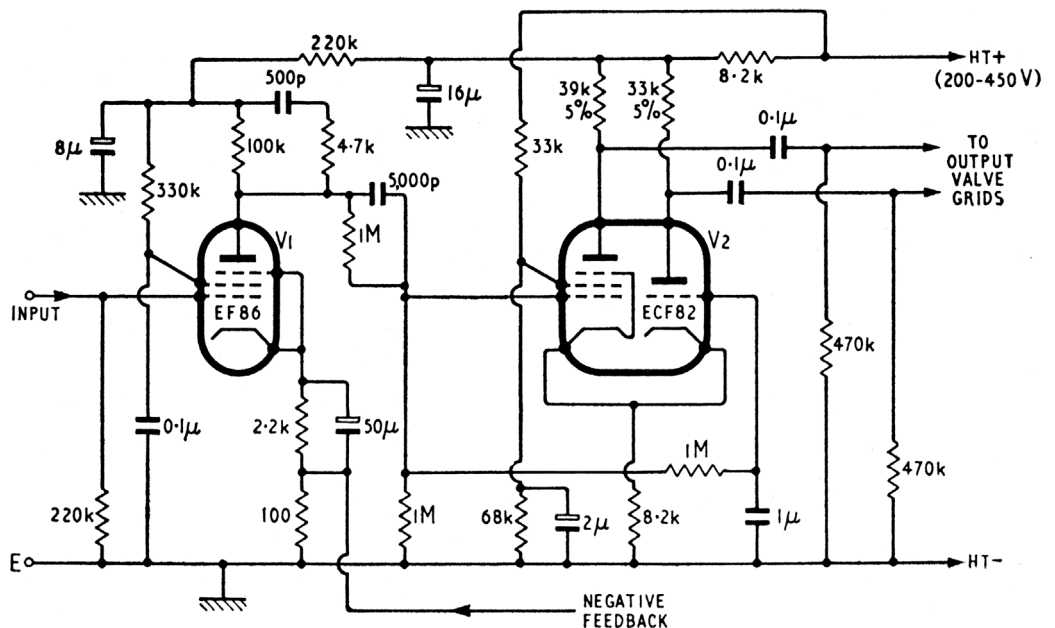 220k
8·2k
HT+
(200-450V)
500p
16μ
39k
5%
33k
5%
8μ
100k
4·7k
33k
0·1μ
TO
OUTPUT
VALVE
GRIDS
0·1μ
330k
5,000p
1M
V1
V2
INPUT
EF86
ECF82
470k
0·1μ
2·2k
50μ
1M
470k
220k
100
1M
68k
2μ
8·2k
1μ
E
HT-
NEGATIVE
FEEDBACK